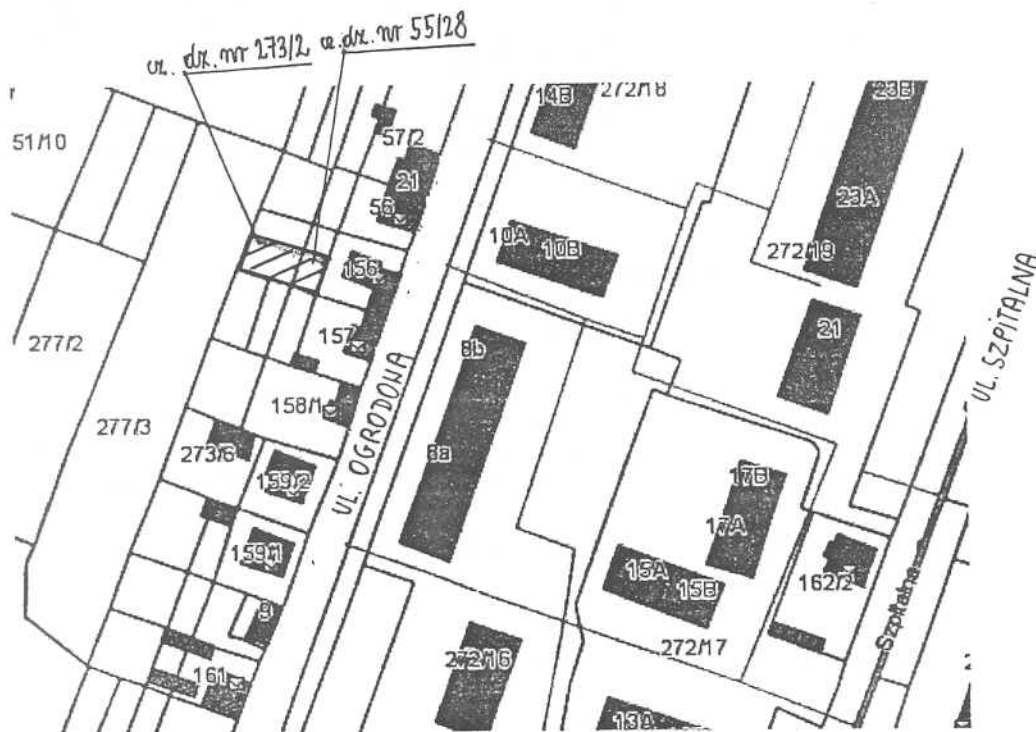 cz. dz. nr 273/2
cz. dz. nr 55/28
14B
272/18
23B
51/10
57/2
21
56
23A
10A
10B
272/19
156
157
21
UL. SZPITALNA
277/2
8b
158/1
UL. OGRODOWA
277/3
8a
273/6
159/2
17B
17A
159/1
15A
15B
162/2
9
Szpitalna
272/16
272/17
161
13A